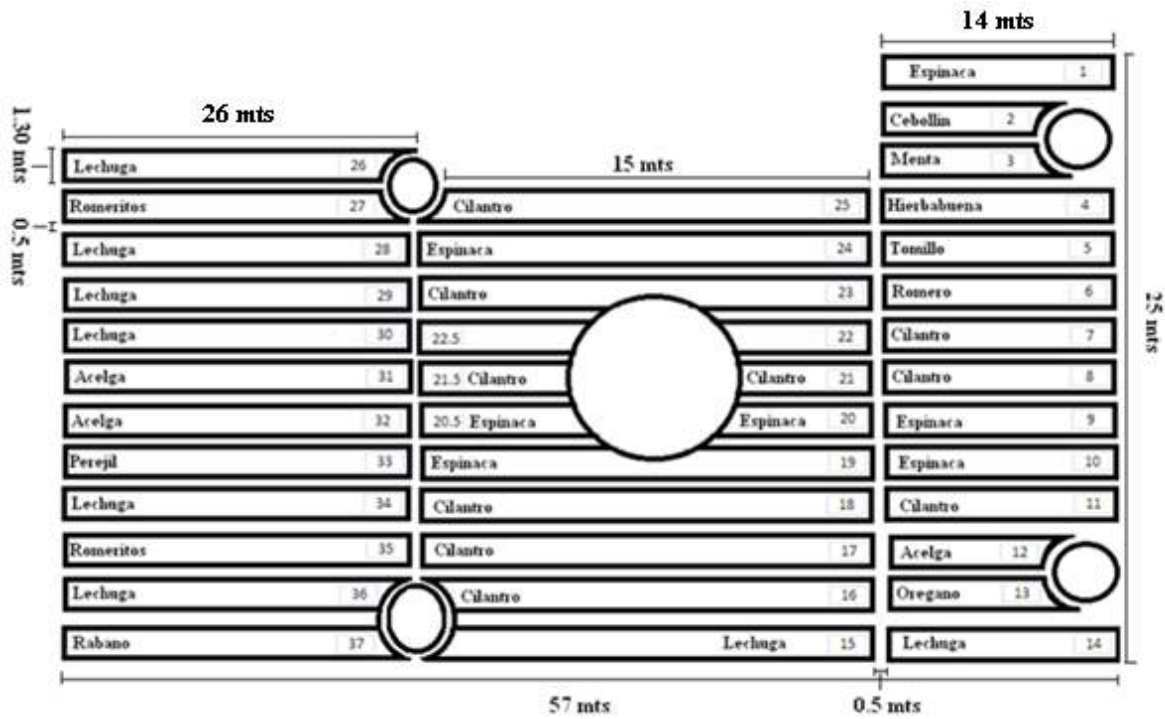 14 mts
Espinaca 1
26 mts
Cebollin 2
1.30 mts
Lechuga 26
15 mts
Menta 3
Romeritos 27
Cilantro 25
Hierbabuena 4
0.5 mts
Lechuga 28
Espinaca 24
Tomillo 5
Lechuga 29
Cilantro 23
Romero 6
25 mts
Lechuga 30
22.5 22
Cilantro 7
Acelga 31
21.5 Cilantro Cilantro 21
Cilantro 8
Acelga 32
20.5 Espinaca Espinaca 20
Espinaca 9
Perejil 33
Espinaca 19
Espinaca 10
Lechuga 34
Cilantro 18
Cilantro 11
Romeritos 35
Cilantro 17
Acelga 12
Lechuga 36
Cilantro 16
Oregano 13
Rabano 37
Lechuga 15
Lechuga 14
57 mts
0.5 mts